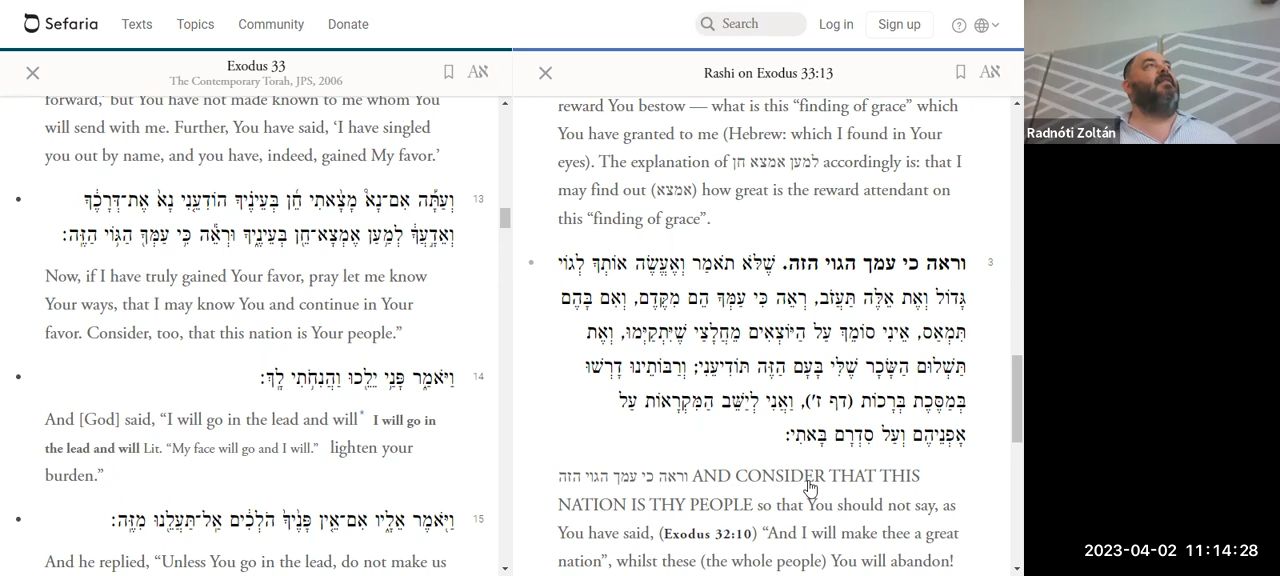 Sefaria
Texts
Topics
Community
Donate
Search
Log in
Sign up
Exodus 33
The Contemporary Torah, JPS, 2006
forward,’ but You have not made known to me whom You
will send with me. Further, You have said, ‘I have singled
you out by name, and you have, indeed, gained My favor.’
13
וְעַתָּ֡ה אִם־נָא֩ מָצָ֨אתִי חֵ֜ן בְּעֵינֶ֗יךָ הוֹדִעֵ֤נִי נָא֙ אֶת־דְּרָכֶ֔ךָ
וְאֵדָ֣עֲךָ֔ לְמַ֥עַן אֶמְצָא־חֵ֖ן בְּעֵינֶ֑יךָ וּרְאֵ֕ה כִּ֥י עַמְּךָ֖ הַגּ֥וֹי הַזֶּֽה׃
Now, if I have truly gained Your favor, pray let me know
Your ways, that I may know You and continue in Your
favor. Consider, too, that this nation is Your people.”
14
וַיֹּאמַ֑ר פָּנַ֥י יֵלֵ֖כוּ וַהֲנִחֹ֥תִי לָֽךְ׃
And [God] said, “I will go in the lead and will* I will go in
the lead and will Lit. “My face will go and I will.” lighten your
burden.”
15
וַיֹּ֖אמֶר אֵלָ֑יו אִם־אֵ֤ין פָּנֶ֙יךָ֙ הֹלְכִ֔ים אַֽל־תַּעֲלֵ֖נוּ מִזֶּֽה׃
And he replied, “Unless You go in the lead, do not make us
Rashi on Exodus 33:13
reward You bestow — what is this “finding of grace” which
You have granted to me (Hebrew: which I found in Your
eyes). The explanation of למען אמצא חן accordingly is: that I
may find out (אמצא) how great is the reward attendant on
this “finding of grace”.
3
וראה כי עמך הגוי הזה. שֶׁלֹּא תֹאמַר וְאֶעֱשֶׂה אוֹתְךָ לְגוֹי
גָּדוֹל וְאֶת אֵלֶּה תַּעֲזֹב, רְאֵה כִּי עַמְּךָ הֵם מִקֶּדֶם, וְאִם בָּהֶם
תִּמְאַס, אֵינִי סוֹמֵךְ עַל הַיּוֹצְאִים מֵחֲלָצַי שֶׁיִּתְקַיְּמוּ, וְאֶת
תַּשְׁלוּם הַשָּׂכָר שֶׁלִּי בָּעָם הַזֶּה תּוֹדִיעֵנִי; וְרַבּוֹתֵינוּ דָרְשׁוּ
בְּמַסֶּכֶת בְּרָכוֹת (דף ז'), וַאֲנִי לְיַשֵּׁב הַמִּקְרָאוֹת עַל
אָפְנֵיהֶם וְעַל סִדְרָם בָּאתִי:
וראה כי עמך הגוי הזה AND CONSIDER THAT THIS
NATION IS THY PEOPLE so that You should not say, as
You have said, (Exodus 32:10) “And I will make thee a great
nation”, whilst these (the whole people) You will abandon!
Radnóti Zoltán
2023-04-02 11:14:28